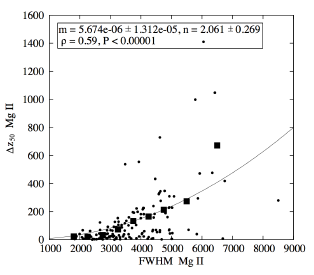 m = 5.674e-06 ± 1.312e-05, n = 2.061 ± 0.269
ρ = 0.59, P < 0.00001
1600
1400
1200
1000
800
600
400
200
0
Δz50 Mg II
1000 2000 3000 4000 5000 6000 7000 8000 9000
FWHM Mg II